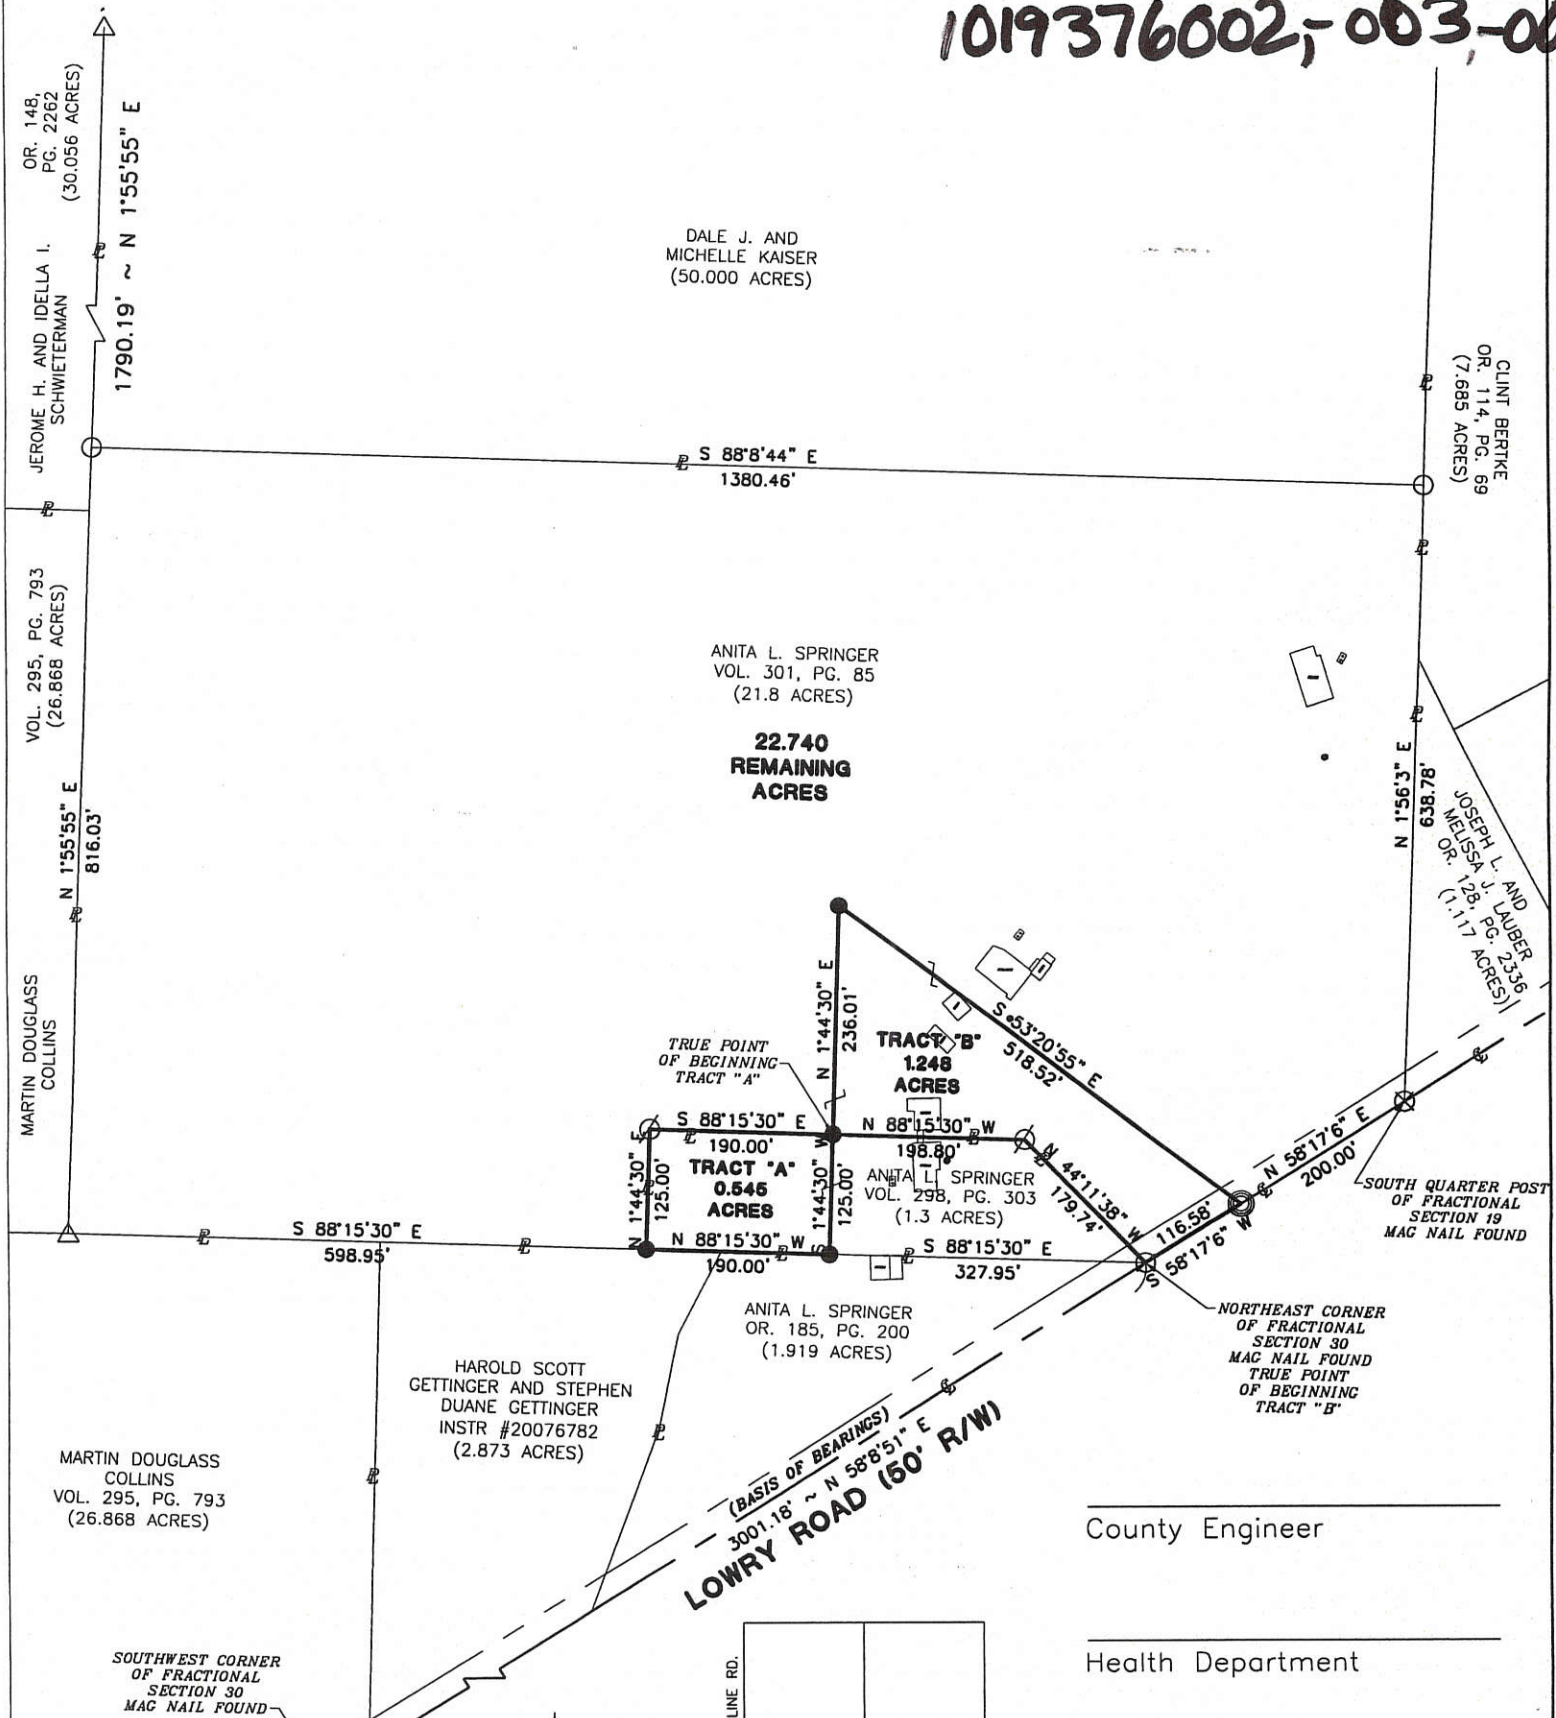 1019376002,-003,-00
OR. 148,
PG. 2262
(30.056 ACRES)
JEROME H. AND IDELLA I.
SCHWIETERMAN
1790.19' ~ N 1°55'55" E
DALE J. AND
MICHELLE KAISER
(50.000 ACRES)
CLINT BERTKE
OR. 114, PG. 69
(7.685 ACRES)
S 88°8'44" E
1380.46'
VOL. 295, PG. 793
(26.868 ACRES)
MARTIN DOUGLASS
COLLINS
N 1°55'55" E
816.03'
ANITA L. SPRINGER
VOL. 301, PG. 85
(21.8 ACRES)
22.740
REMAINING
ACRES
N 1°56'3" E
638.78'
JOSEPH L. AND
MELISSA J. LAUBER
OR. 128, PG. 2336
(1.117 ACRES)
N 1°44'30" E
236.01'
S 53°20'55" E
518.52'
TRACT "B"
1.248
ACRES
TRUE POINT
OF BEGINNING
TRACT "A"
S 88°15'30" E
190.00'
N 88°15'30" W
198.80'
N 1°44'30" E
125.00'
TRACT "A"
0.545
ACRES
S 1°44'30" W
125.00'
ANITA L. SPRINGER
VOL. 298, PG. 303
(1.3 ACRES)
N 44°11'38" W
179.74'
116.58'
S 58°17'6" W
N 58°17'6" E
200.00'
SOUTH QUARTER POST
OF FRACTIONAL
SECTION 19
MAG NAIL FOUND
S 88°15'30" E
598.95'
N 88°15'30" W
190.00'
S 88°15'30" E
327.95'
ANITA L. SPRINGER
OR. 185, PG. 200
(1.919 ACRES)
NORTHEAST CORNER
OF FRACTIONAL
SECTION 30
MAG NAIL FOUND
TRUE POINT
OF BEGINNING
TRACT "B"
HAROLD SCOTT
GETTINGER AND STEPHEN
DUANE GETTINGER
INSTR #20076782
(2.873 ACRES)
MARTIN DOUGLASS
COLLINS
VOL. 295, PG. 793
(26.868 ACRES)
(BASIS OF BEARINGS)
3001.18' ~ N 58°8'51" E
LOWRY ROAD (50' R/W)
County Engineer
Health Department
SOUTHWEST CORNER
OF FRACTIONAL
SECTION 30
MAG NAIL FOUND
LINE RD.